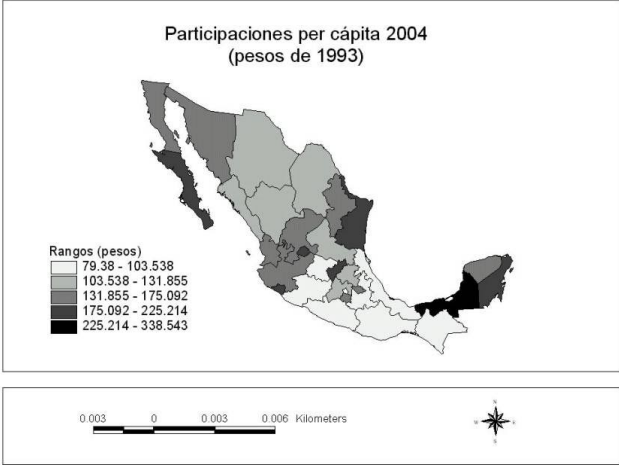 Participaciones per cápita 2004
(pesos de 1993)
Rangos (pesos)
79.38 - 103.538
103.538 - 131.855
131.855 - 175.092
175.092 - 225.214
225.214 - 338.543
0.003 0 0.003 0.006 Kilometers